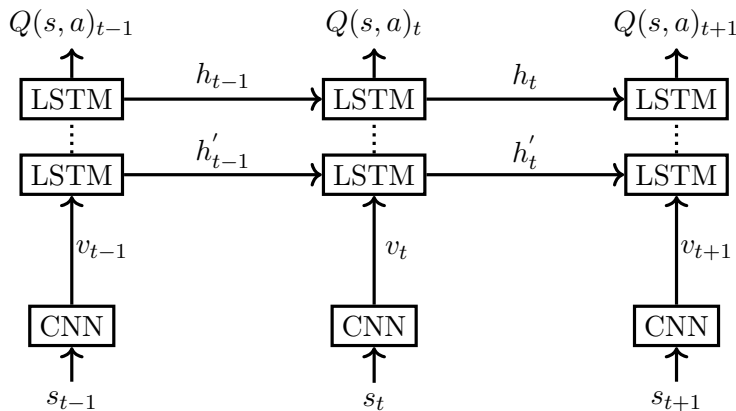 Q(s, a)_{t−1} Q(s, a)_t Q(s, a)_{t+1}
h_{t−1} h_t
LSTM LSTM LSTM
h'_{t−1} h'_t
LSTM LSTM LSTM
v_{t−1} v_t v_{t+1}
CNN CNN CNN
s_{t−1} s_t s_{t+1}